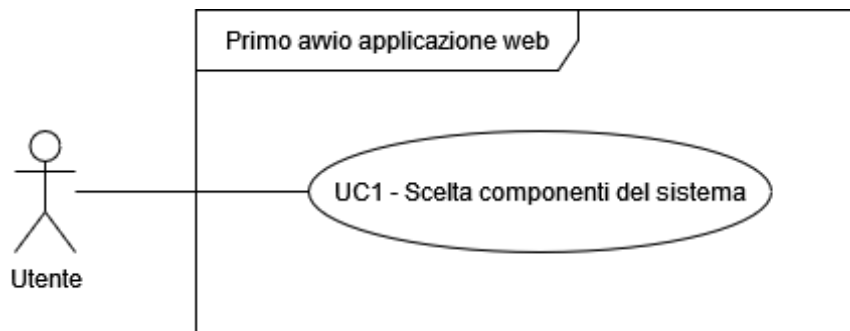 Primo avvio applicazione web
UC1 - Scelta componenti del sistema
Utente